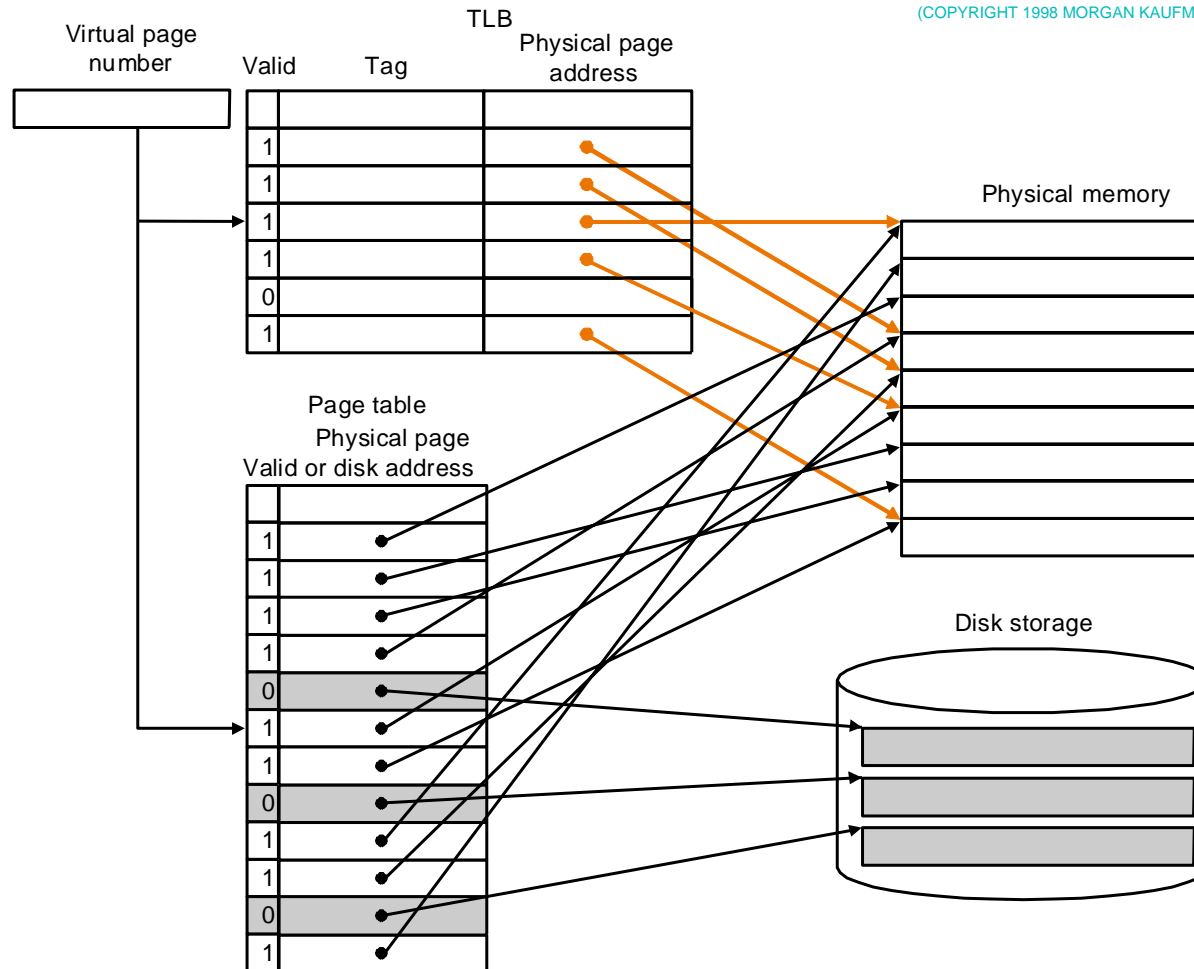 (COPYRIGHT 1998 MORGAN KAUFM
TLB
Virtual page
number
Valid
Tag
Physical page
address
1
1
1
1
0
1
Physical memory
Page table
Physical page
Valid or disk address
1
1
1
1
0
1
1
0
1
1
0
1
Disk storage